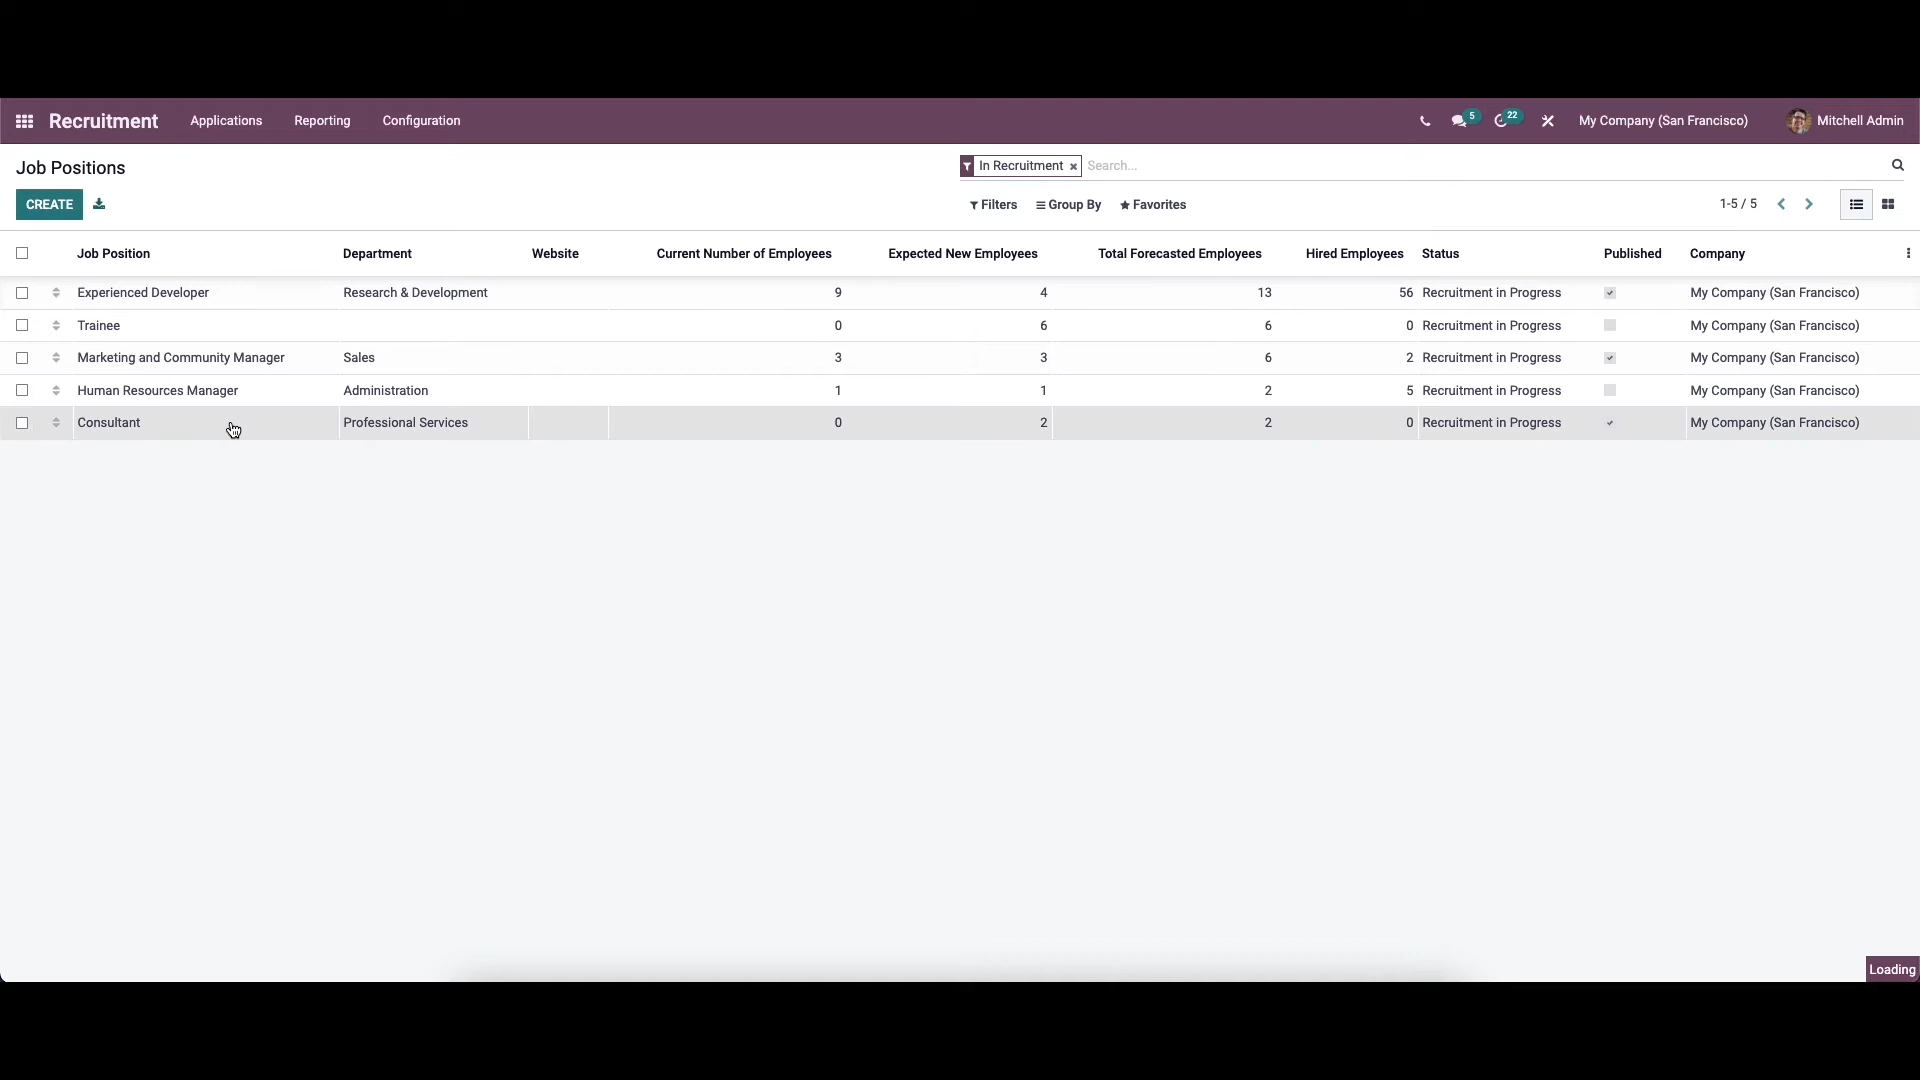 Recruitment Applications Reporting Configuration 5 22 My Company (San Francisco) Mitchell Admin
Job Positions In Recruitment Search...
CREATE Filters Group By Favorites 1-5 / 5
Job Position Department Website Current Number of Employees Expected New Employees Total Forecasted Employees Hired Employees Status Published Company
Experienced Developer Research & Development 9 4 13 56 Recruitment in Progress My Company (San Francisco)
Trainee 0 6 6 0 Recruitment in Progress My Company (San Francisco)
Marketing and Community Manager Sales 3 3 6 2 Recruitment in Progress My Company (San Francisco)
Human Resources Manager Administration 1 1 2 5 Recruitment in Progress My Company (San Francisco)
Consultant Professional Services 0 2 2 0 Recruitment in Progress My Company (San Francisco)
Loading